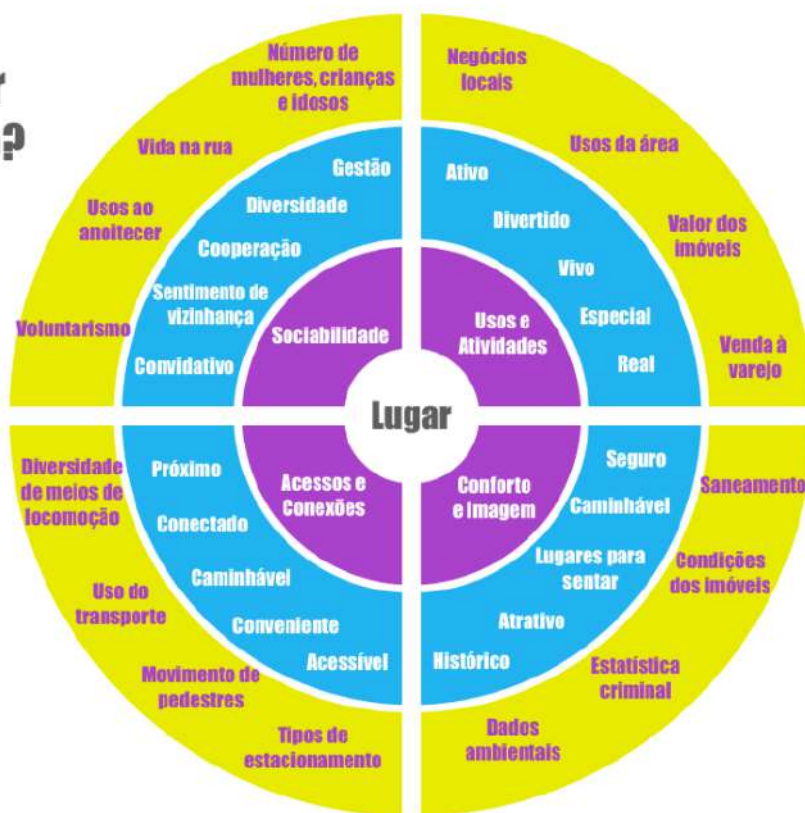 r
?
Número de
mulheres, crianças
e idosos
Vida na rua
Usos ao
anoitecer
Voluntarismo
Gestão
Diversidade
Cooperação
Sentimento de
vizinhança
Convidativo
Sociabilidade
Negócios
locais
Usos da área
Valor dos
imóveis
Venda à
varejo
Ativo
Divertido
Vivo
Especial
Real
Usos e
Atividades
Lugar
Diversidade
de meios de
locomoção
Uso do
transporte
Movimento de
pedestres
Tipos de
estacionamento
Próximo
Conectado
Caminhável
Conveniente
Acessível
Acessos e
Conexões
Conforto
e Imagem
Seguro
Caminhável
Lugares para
sentar
Atrativo
Histórico
Saneamento
Condições
dos imóveis
Estatística
criminal
Dados
ambientais